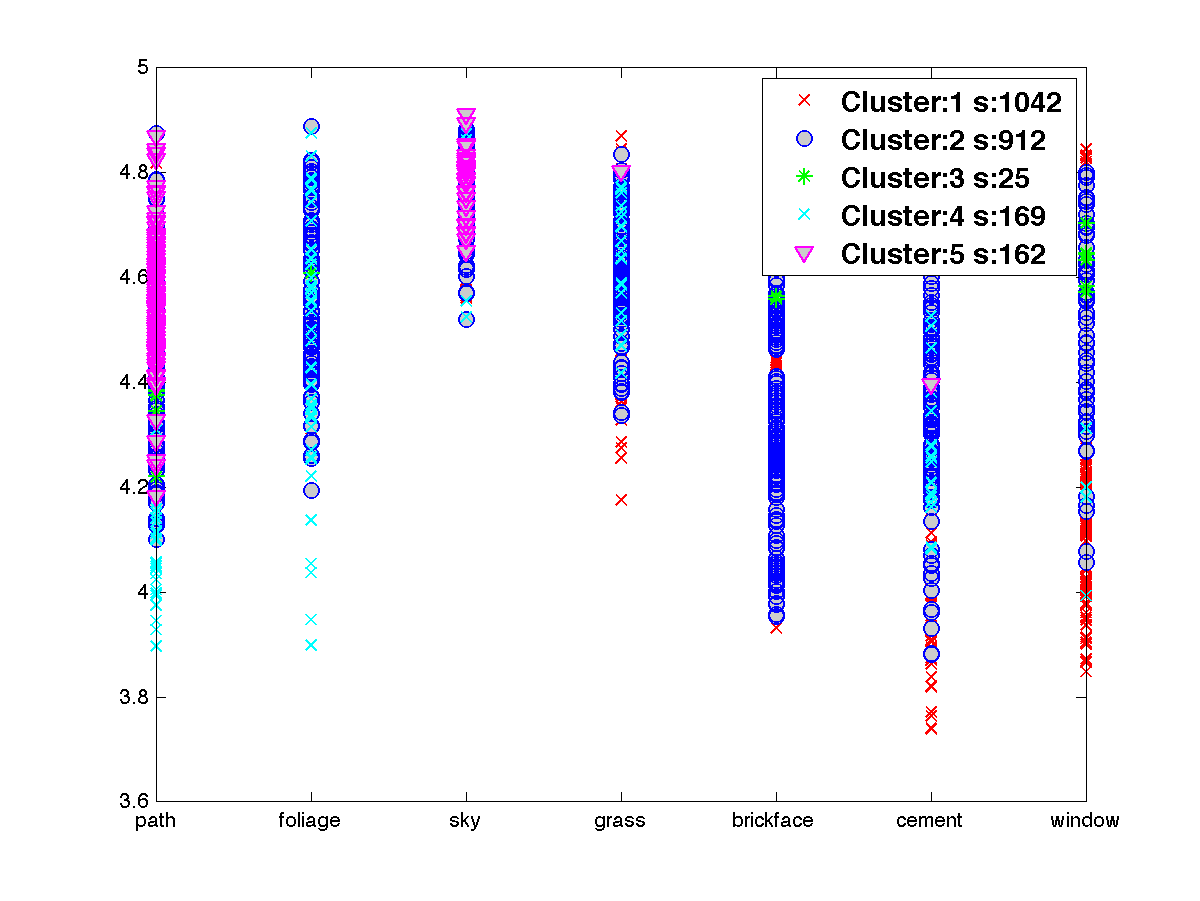 5
4.8
4.6
4.4
4.2
4
3.8
3.6
path foliage sky grass brickface cement window
Cluster:1 s:1042
Cluster:2 s:912
Cluster:3 s:25
Cluster:4 s:169
Cluster:5 s:162